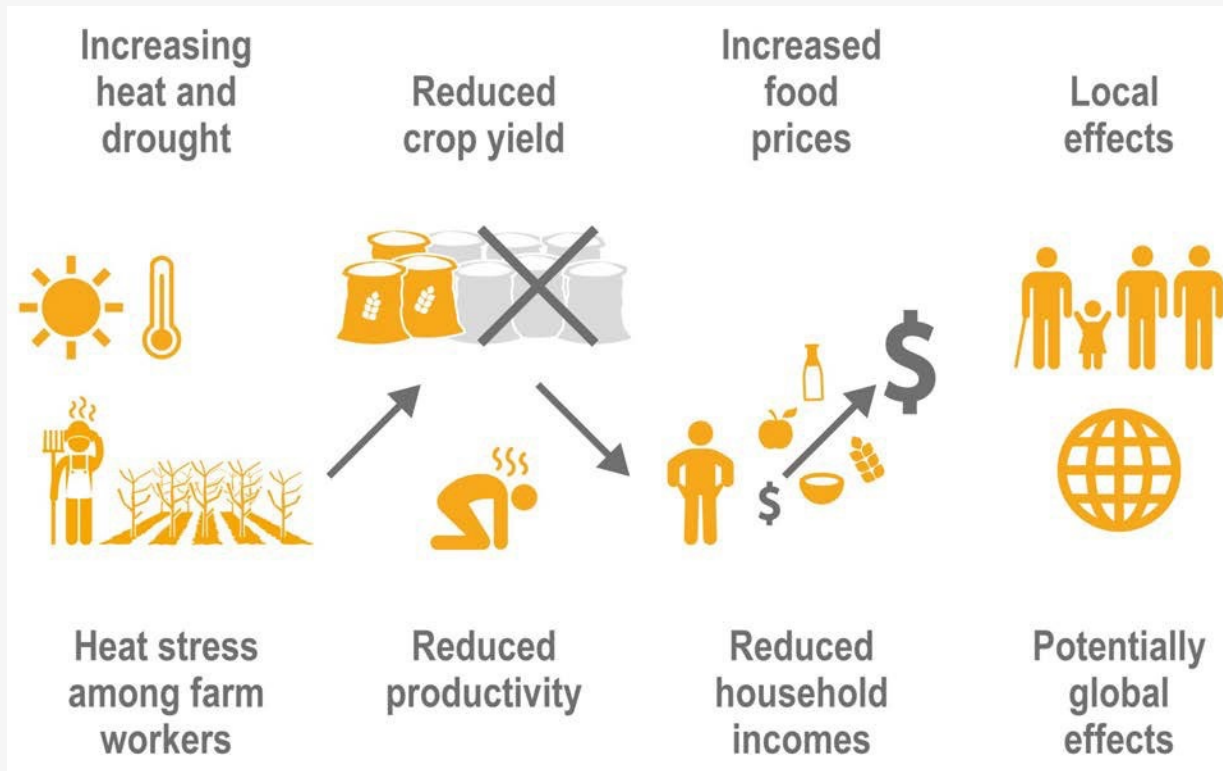 Increasing
heat and
drought
Reduced
crop yield
Increased
food
prices
Local
effects
$
$
Heat stress
among farm
workers
Reduced
productivity
Reduced
household
incomes
Potentially
global
effects